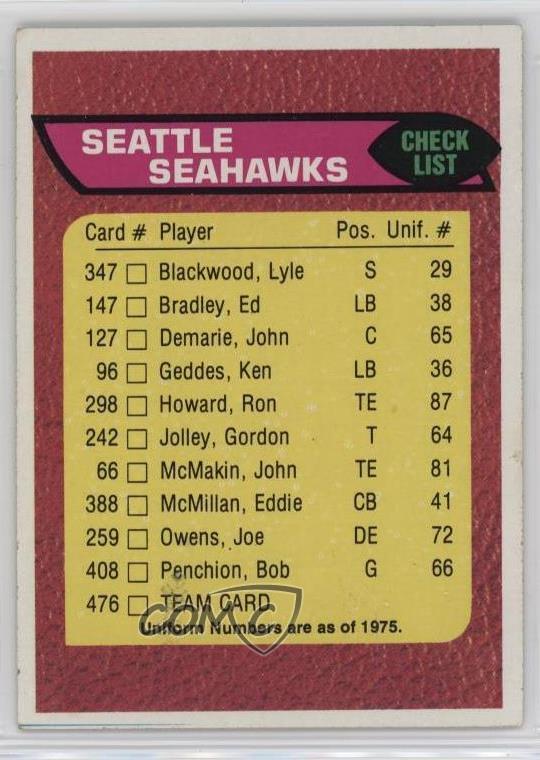 SEATTLE
SEAHAWKS
CHECK
LIST
Card # Player Pos. Unif. #
347 Blackwood, Lyle S 29
147 Bradley, Ed LB 38
127 Demarie, John C 65
96 Geddes, Ken LB 36
298 Howard, Ron TE 87
242 Jolley, Gordon T 64
66 McMakin, John TE 81
388 McMillan, Eddie CB 41
259 Owens, Joe DE 72
408 Penchion, Bob G 66
476 TEAM CARD
COMC
Uniform Numbers are as of 1975.